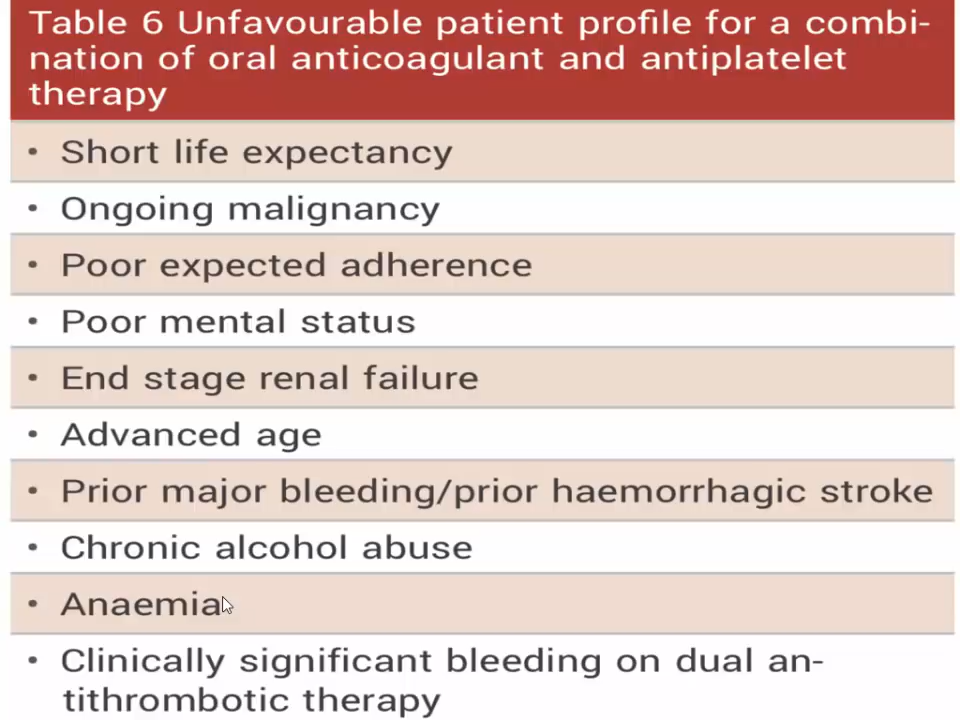 Table 6 Unfavourable patient profile for a combi-
nation of oral anticoagulant and antiplatelet
therapy
• Short life expectancy
• Ongoing malignancy
• Poor expected adherence
• Poor mental status
• End stage renal failure
• Advanced age
• Prior major bleeding/prior haemorrhagic stroke
• Chronic alcohol abuse
• Anaemia
• Clinically significant bleeding on dual an-
tithrombotic therapy